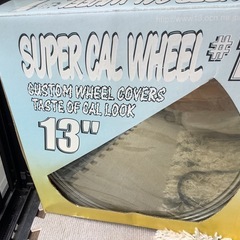 SUPER CAL WHEEL #
CUSTOM WHEEL COVERS
TASTE OF CAL LOOK
13"